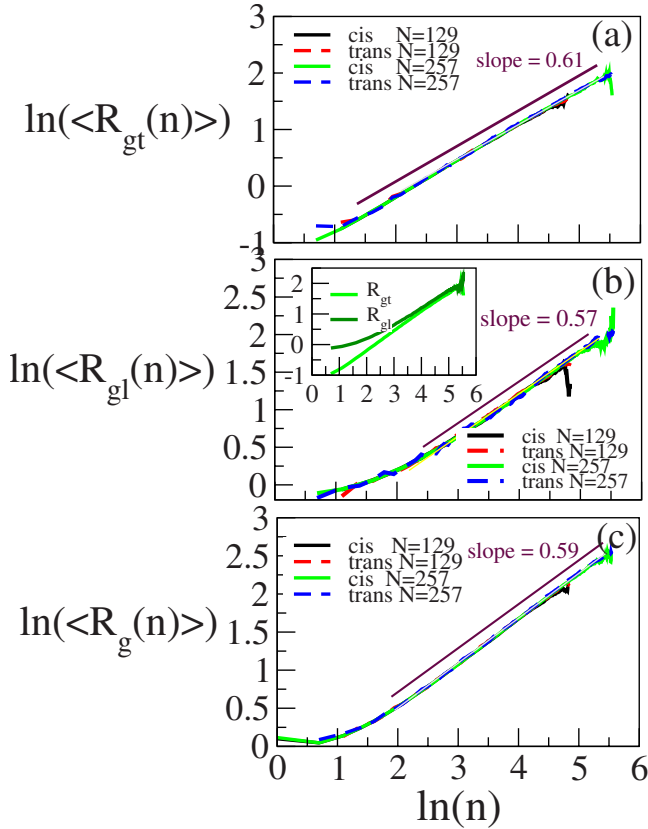 3
2
1
0
-1
ln(<R_gt(n)>)
cis N=129
trans N=129
cis N=257
trans N=257
slope = 0.61
(a)
3
2.5
2
1.5
1
0.5
0
ln(<R_gl(n)>)
2
1
0
-1
R_gt
R_gl
0 1 2 3 4 5 6
(b)
slope = 0.57
cis N=129
trans N=129
cis N=257
trans N=257
3
2.5
2
1.5
1
0.5
0
ln(<R_g(n)>)
cis N=129
trans N=129
cis N=257
trans N=257
slope = 0.59
(c)
0 1 2 3 4 5 6
ln(n)